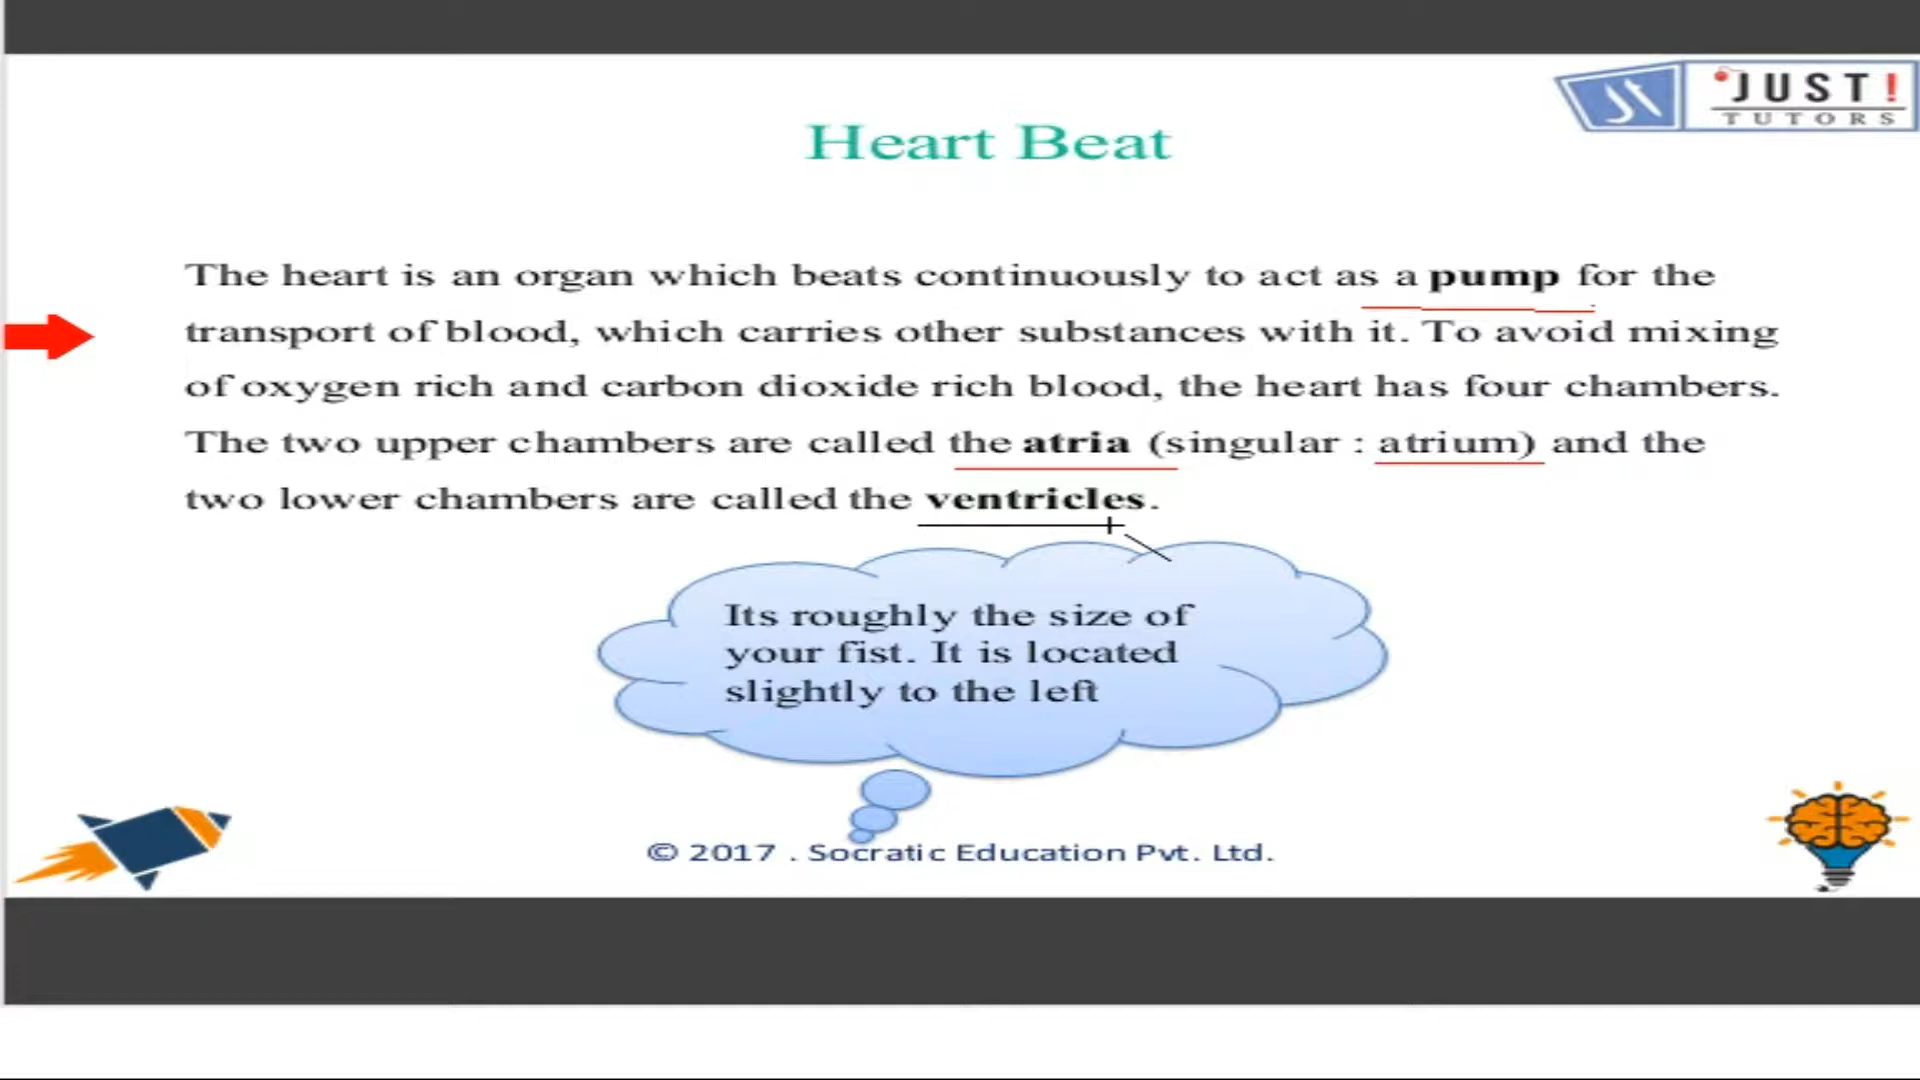 JUST!
TUTORS
Heart Beat
The heart is an organ which beats continuously to act as a pump for the
transport of blood, which carries other substances with it. To avoid mixing
of oxygen rich and carbon dioxide rich blood, the heart has four chambers.
The two upper chambers are called the atria (singular : atrium) and the
two lower chambers are called the ventricles.
Its roughly the size of
your fist. It is located
slightly to the left
© 2017 . Socratic Education Pvt. Ltd.